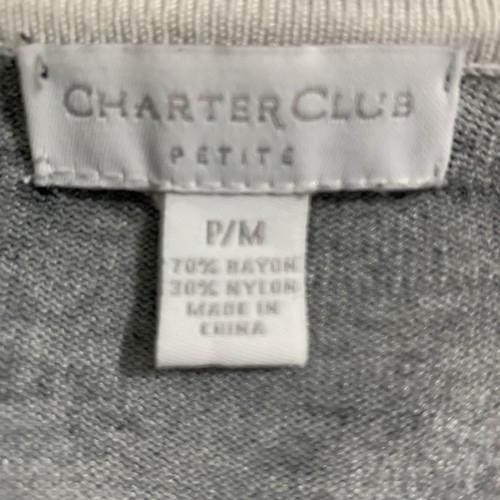 CHARTER CLUB
PETITE
P/M
70% RAYON
30% NYLON
MADE IN
CHINA